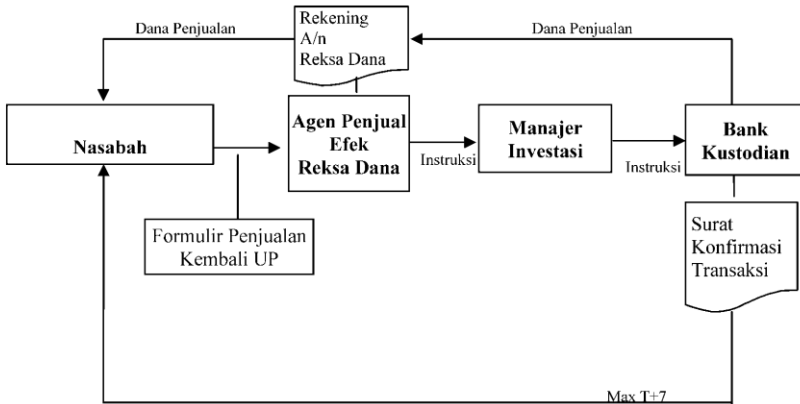 Dana Penjualan
Rekening
A/n
Reksa Dana
Dana Penjualan
Nasabah
Agen Penjual
Efek
Reksa Dana
Instruksi
Manajer
Investasi
Instruksi
Bank
Kustodian
Formulir Penjualan
Kembali UP
Surat
Konfirmasi
Transaksi
Max T+7